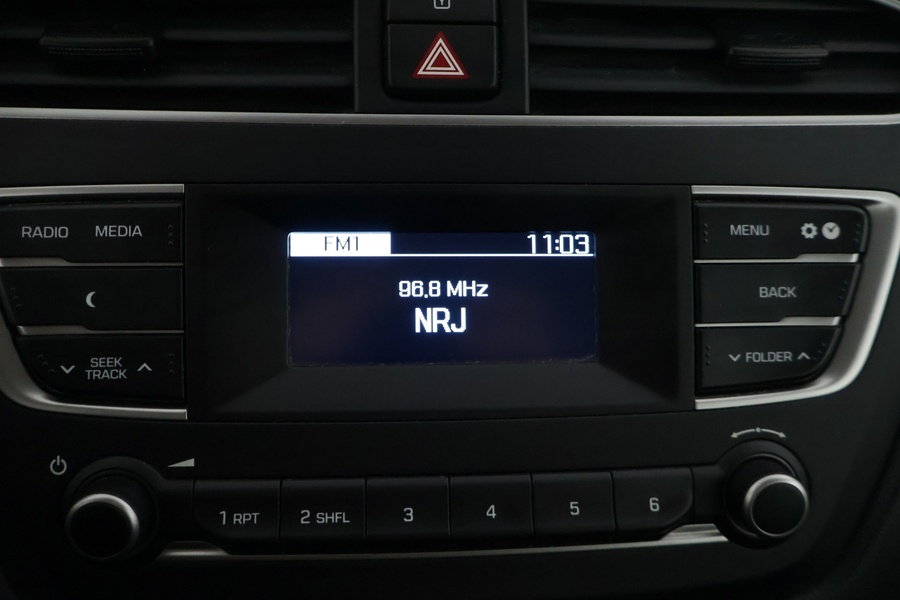 RADIO MEDIA
FM1 11:03
MENU
96,8 MHz
NRJ
BACK
SEEK
TRACK
FOLDER
1 RPT
2 SHFL
3
4
5
6